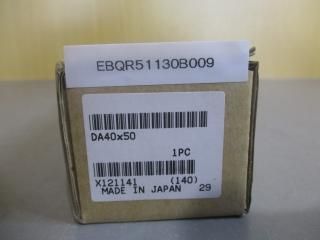 EBQR51130B009
DA40x50
1PC
X121141 (140)
MADE IN JAPAN 29